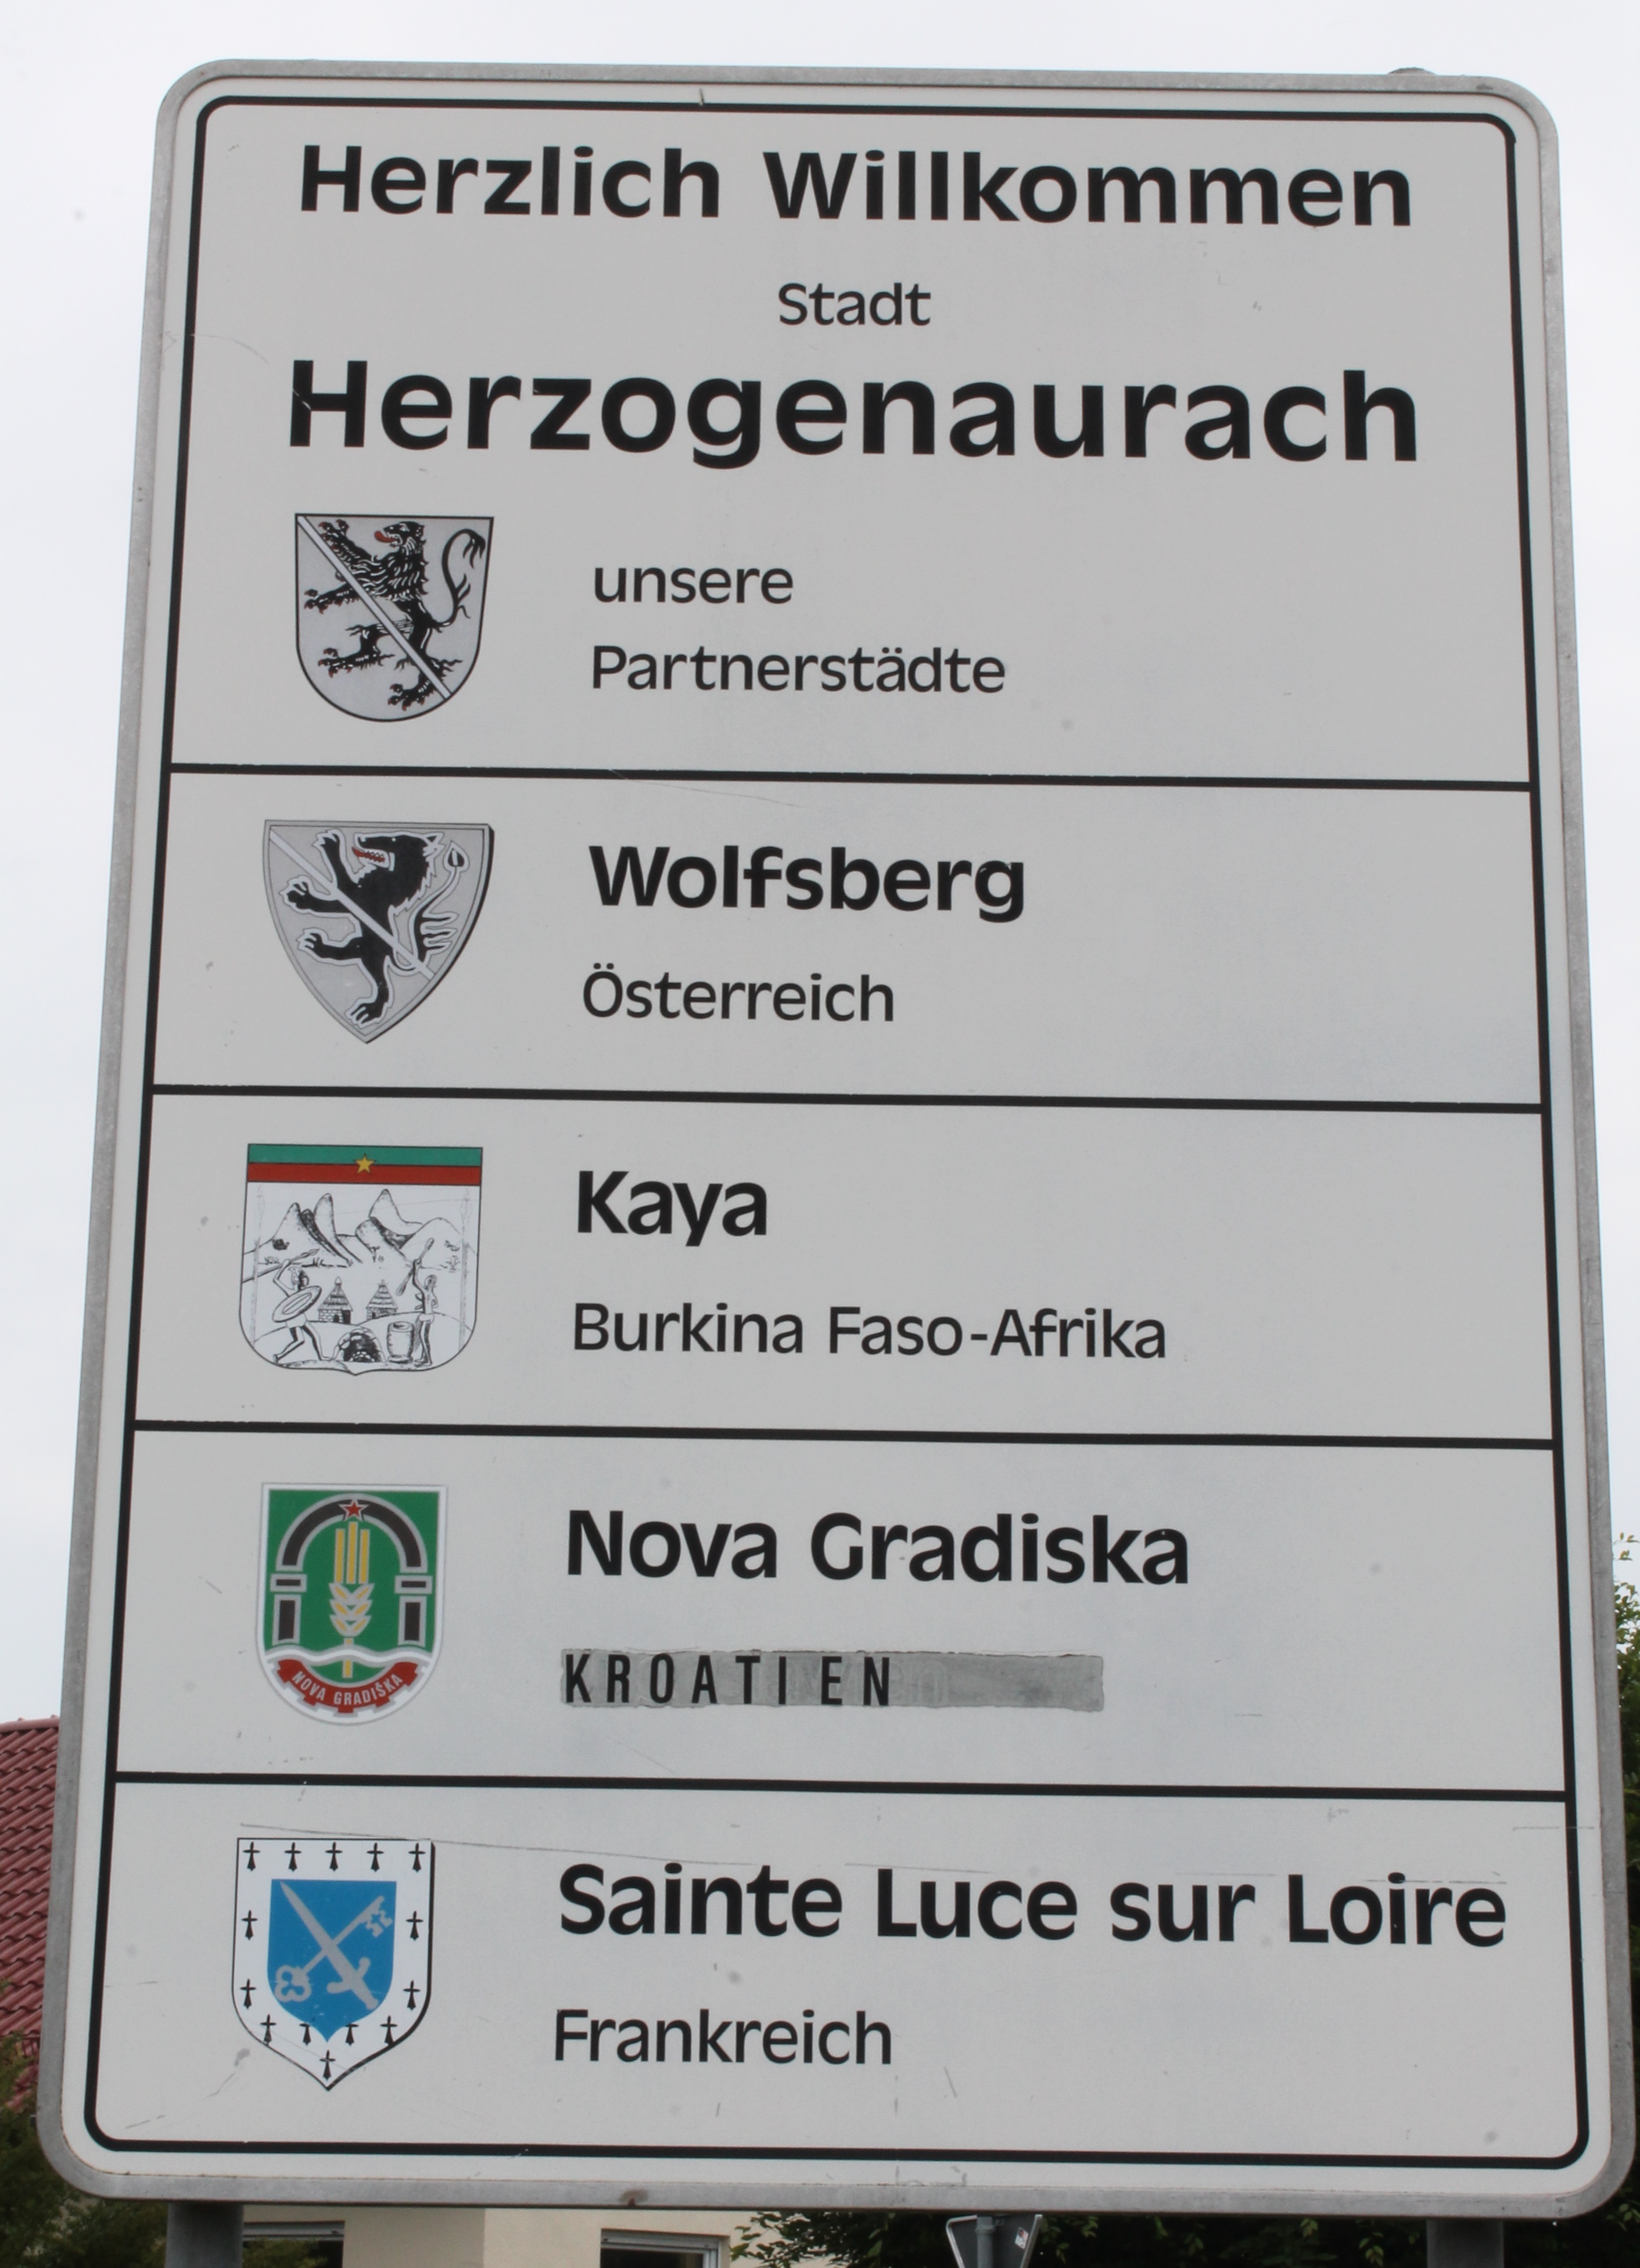 Herzlich Willkommen
Stadt
Herzogenaurach
unsere
Partnerstädte
Wolfsberg
Österreich
Kaya
Burkina Faso-Afrika
Nova Gradiska
KROATIEN
NOVA GRADIŠKA
Sainte Luce sur Loire
Frankreich